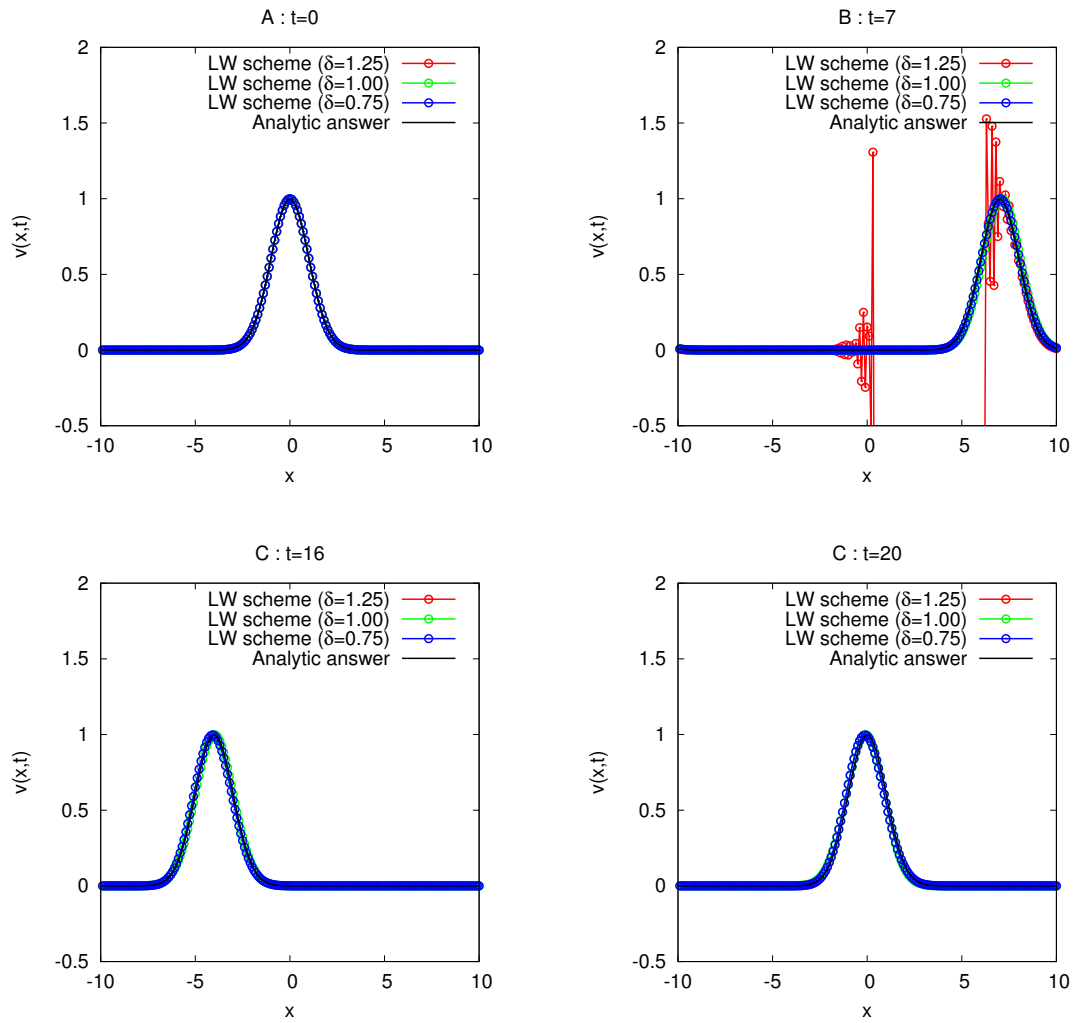 A : t=0
2
1.5
1
0.5
0
-0.5
-10
-5
0
5
10
x
v(x,t)
LW scheme (δ=1.25)
LW scheme (δ=1.00)
LW scheme (δ=0.75)
Analytic answer
B : t=7
2
1.5
1
0.5
0
-0.5
-10
-5
0
5
10
x
v(x,t)
LW scheme (δ=1.25)
LW scheme (δ=1.00)
LW scheme (δ=0.75)
Analytic answer
C : t=16
2
1.5
1
0.5
0
-0.5
-10
-5
0
5
10
x
v(x,t)
LW scheme (δ=1.25)
LW scheme (δ=1.00)
LW scheme (δ=0.75)
Analytic answer
C : t=20
2
1.5
1
0.5
0
-0.5
-10
-5
0
5
10
x
v(x,t)
LW scheme (δ=1.25)
LW scheme (δ=1.00)
LW scheme (δ=0.75)
Analytic answer